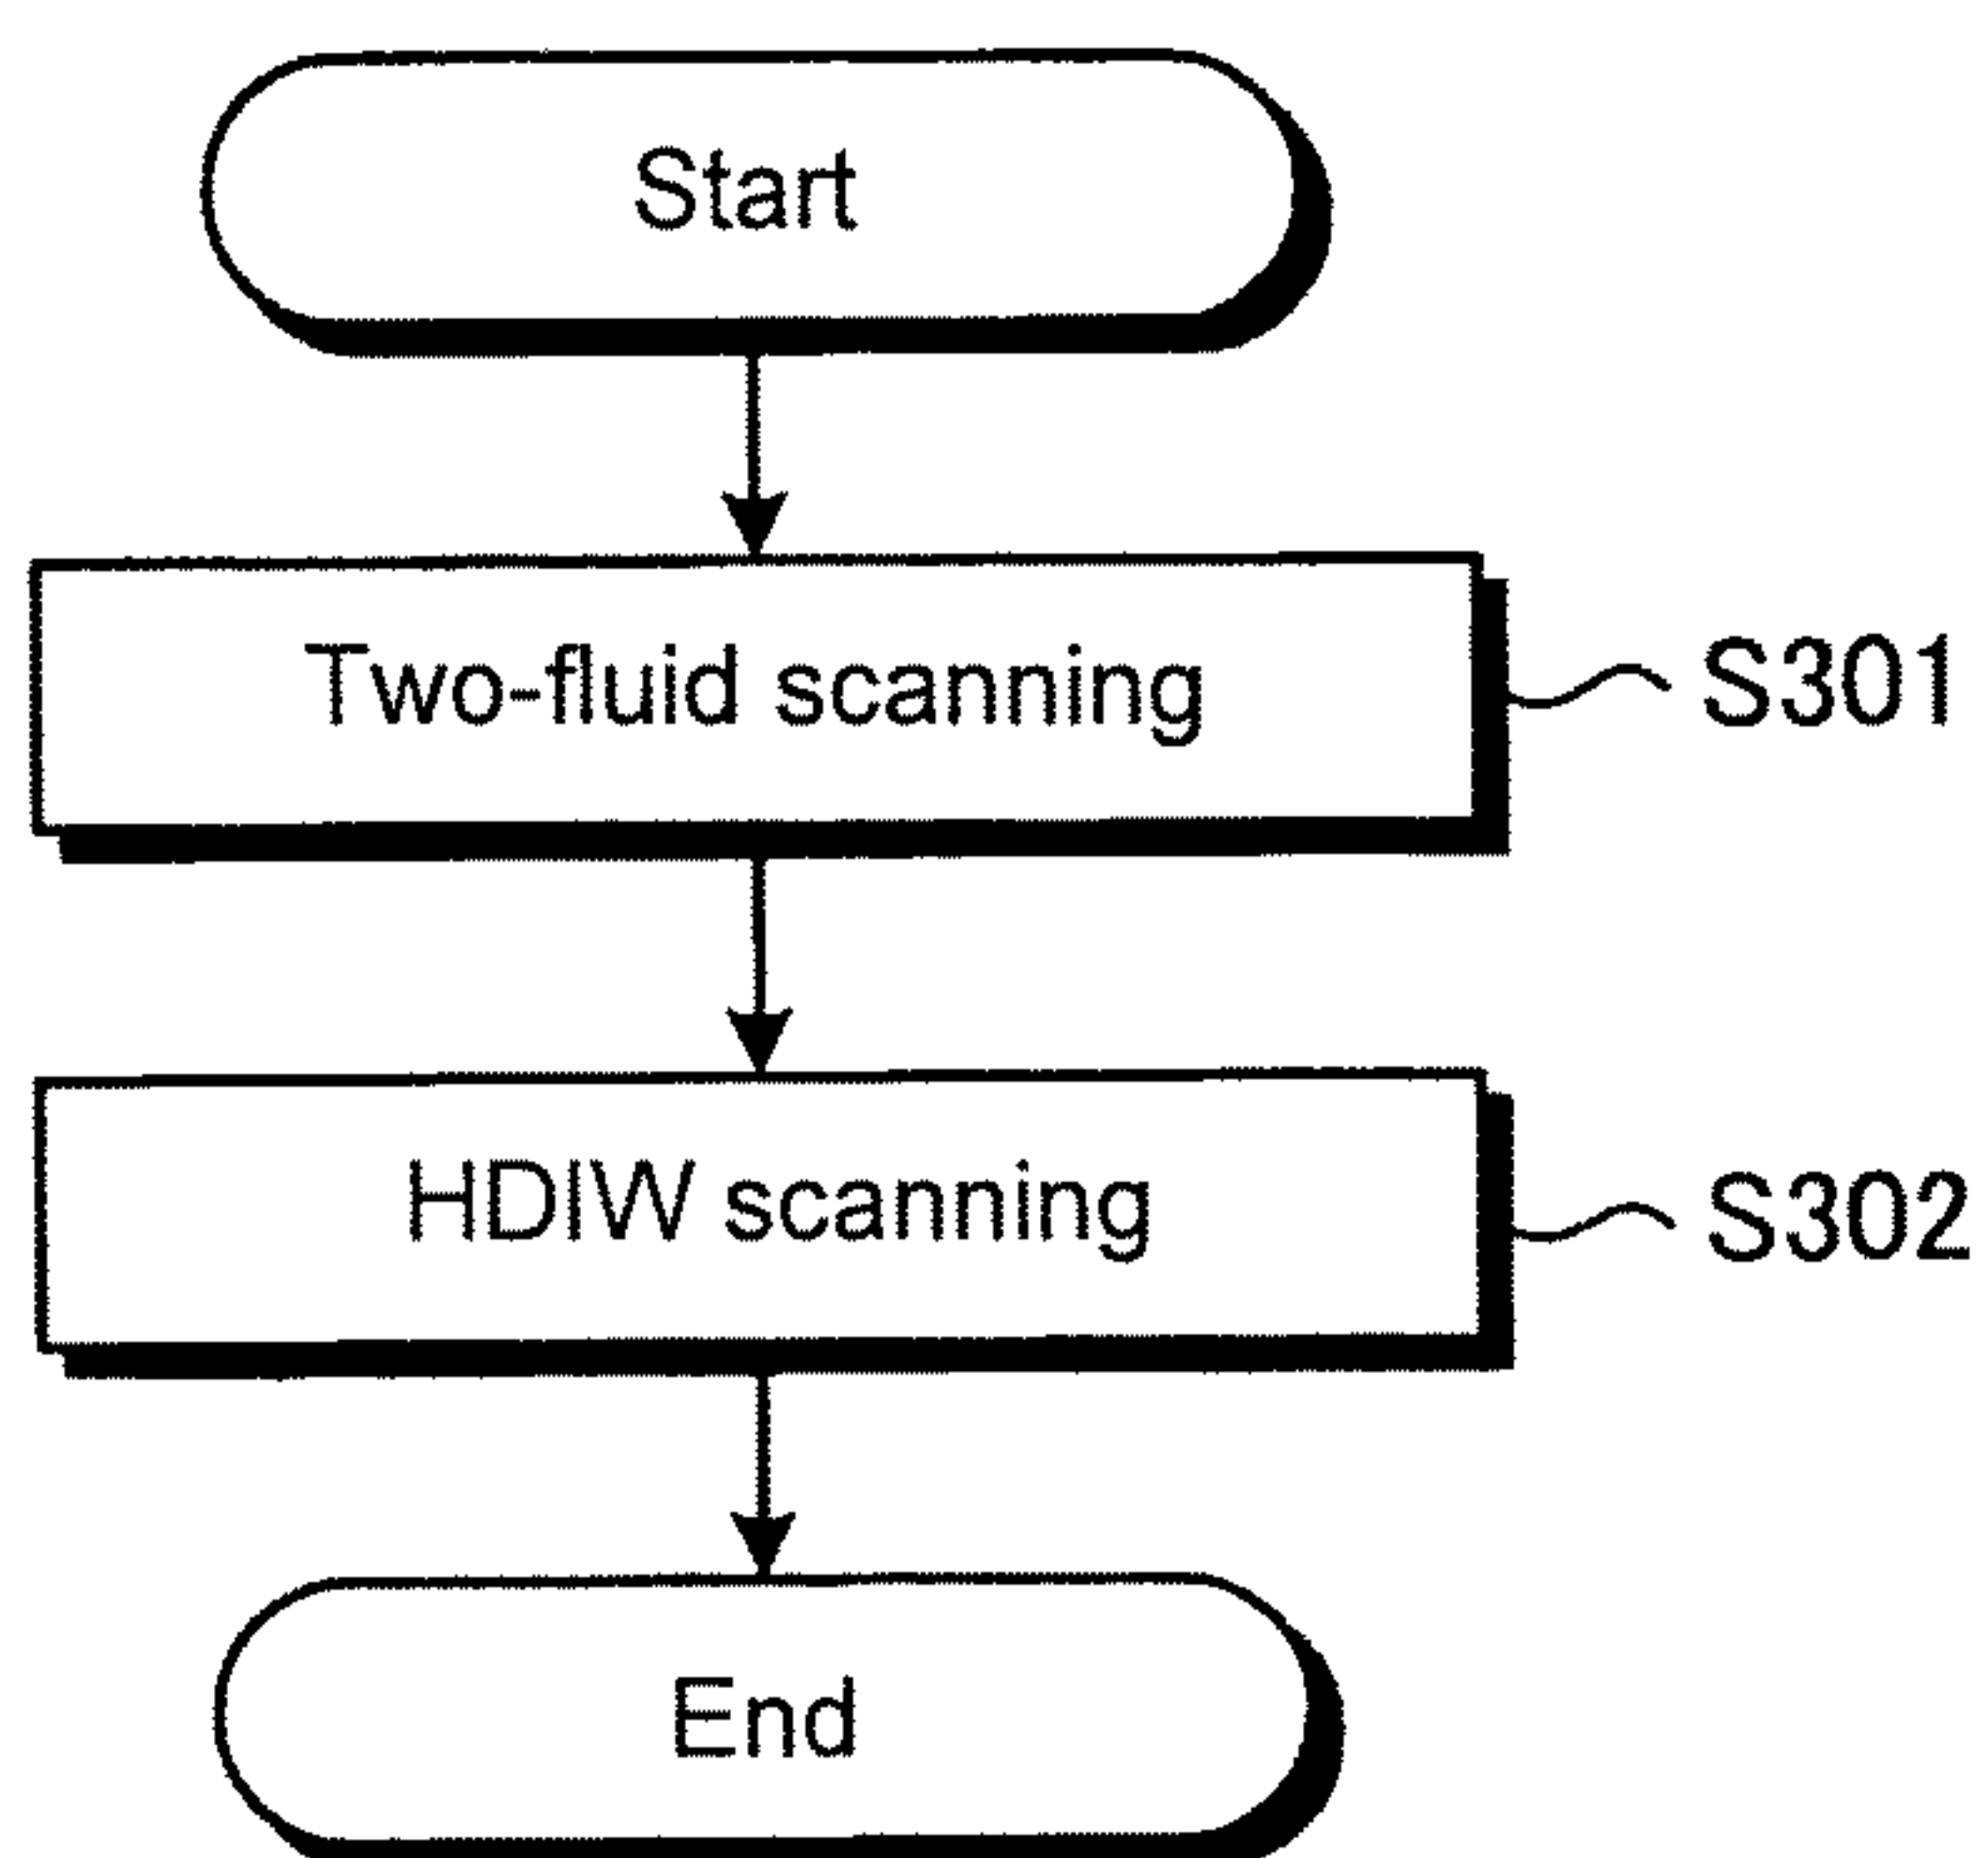 Start
Two-fluid scanning
S301
HDIW scanning
S302
End